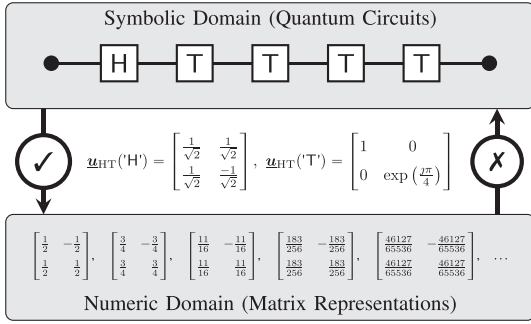 Symbolic Domain (Quantum Circuits)
H T T T T
✓ u_HT('H') = [1/√2 1/√2; 1/√2 -1/√2], u_HT('T') = [1 0; 0 exp(jπ/4)] ✗
[1/2 -1/2; 1/2 1/2], [3/4 -3/4; 3/4 3/4], [11/16 -11/16; 11/16 11/16], [183/256 -183/256; 183/256 183/256], [46127/65536 -46127/65536; 46127/65536 46127/65536], ...
Numeric Domain (Matrix Representations)